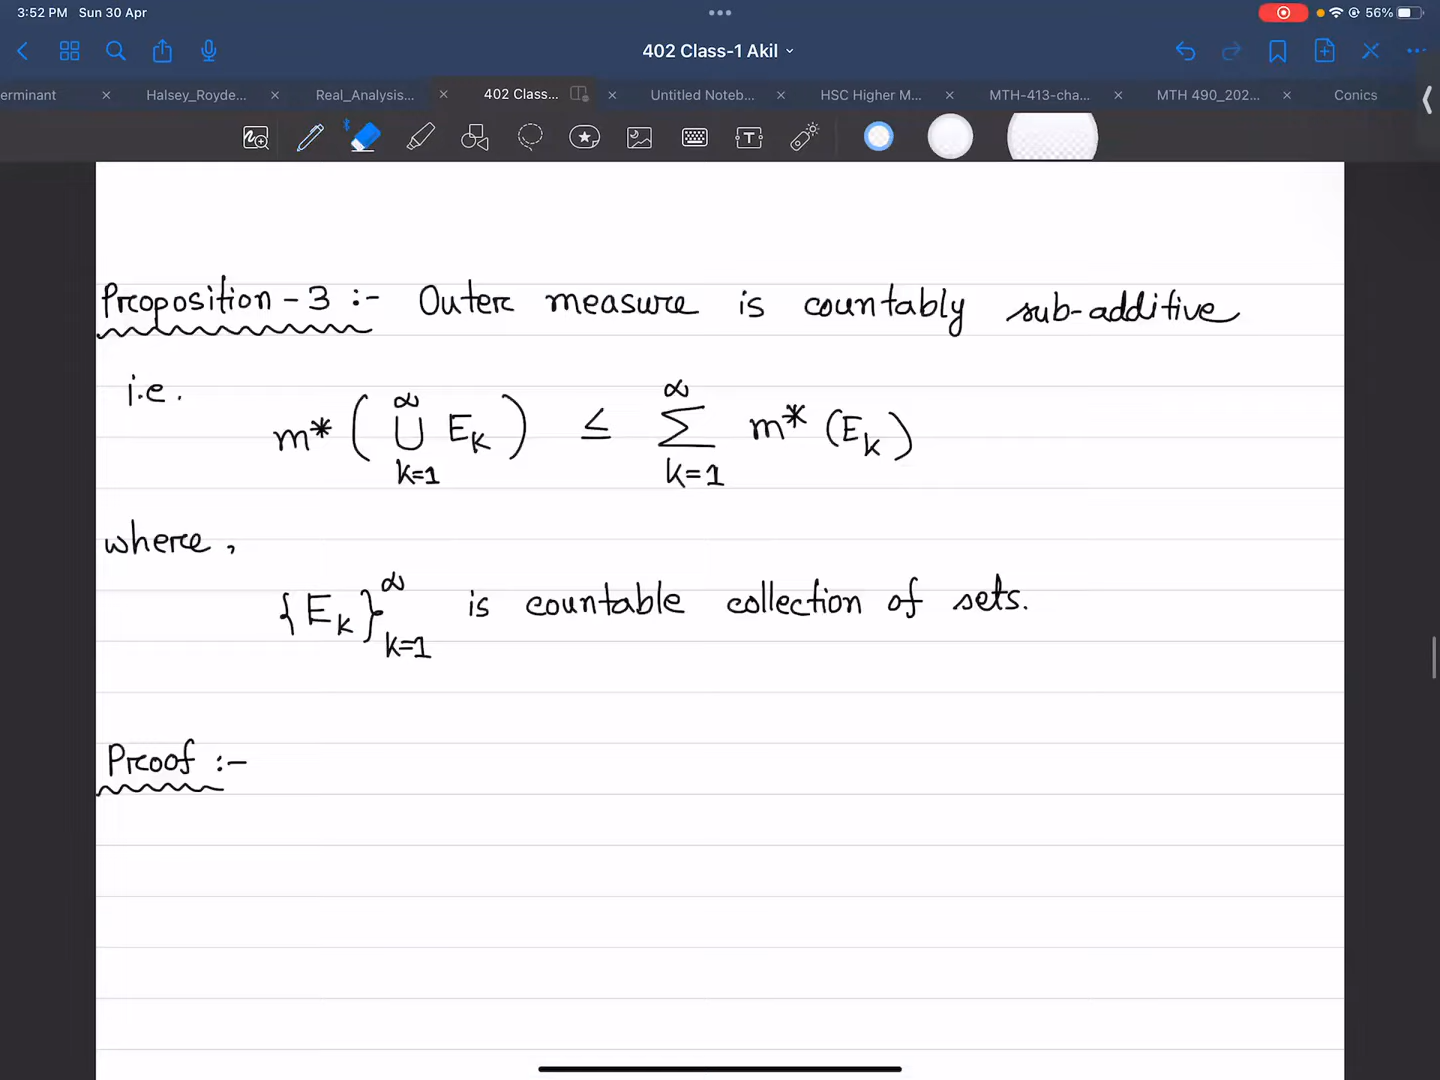 3:52 PM Sun 30 Apr
56%
402 Class-1 Akil
erminant
Halsey_Royde...
Real_Analysis...
402 Class...
Untitled Noteb...
HSC Higher M...
MTH-413-cha...
MTH 490_202...
Conics
Proposition - 3 :- Outer measure is countably sub-additive
i.e.
m* ( ∞ ∪ k=1 E_k ) ≤ ∞ Σ k=1 m* (E_k)
where,
{E_k}^∞_{k=1} is countable collection of sets.
Proof :-